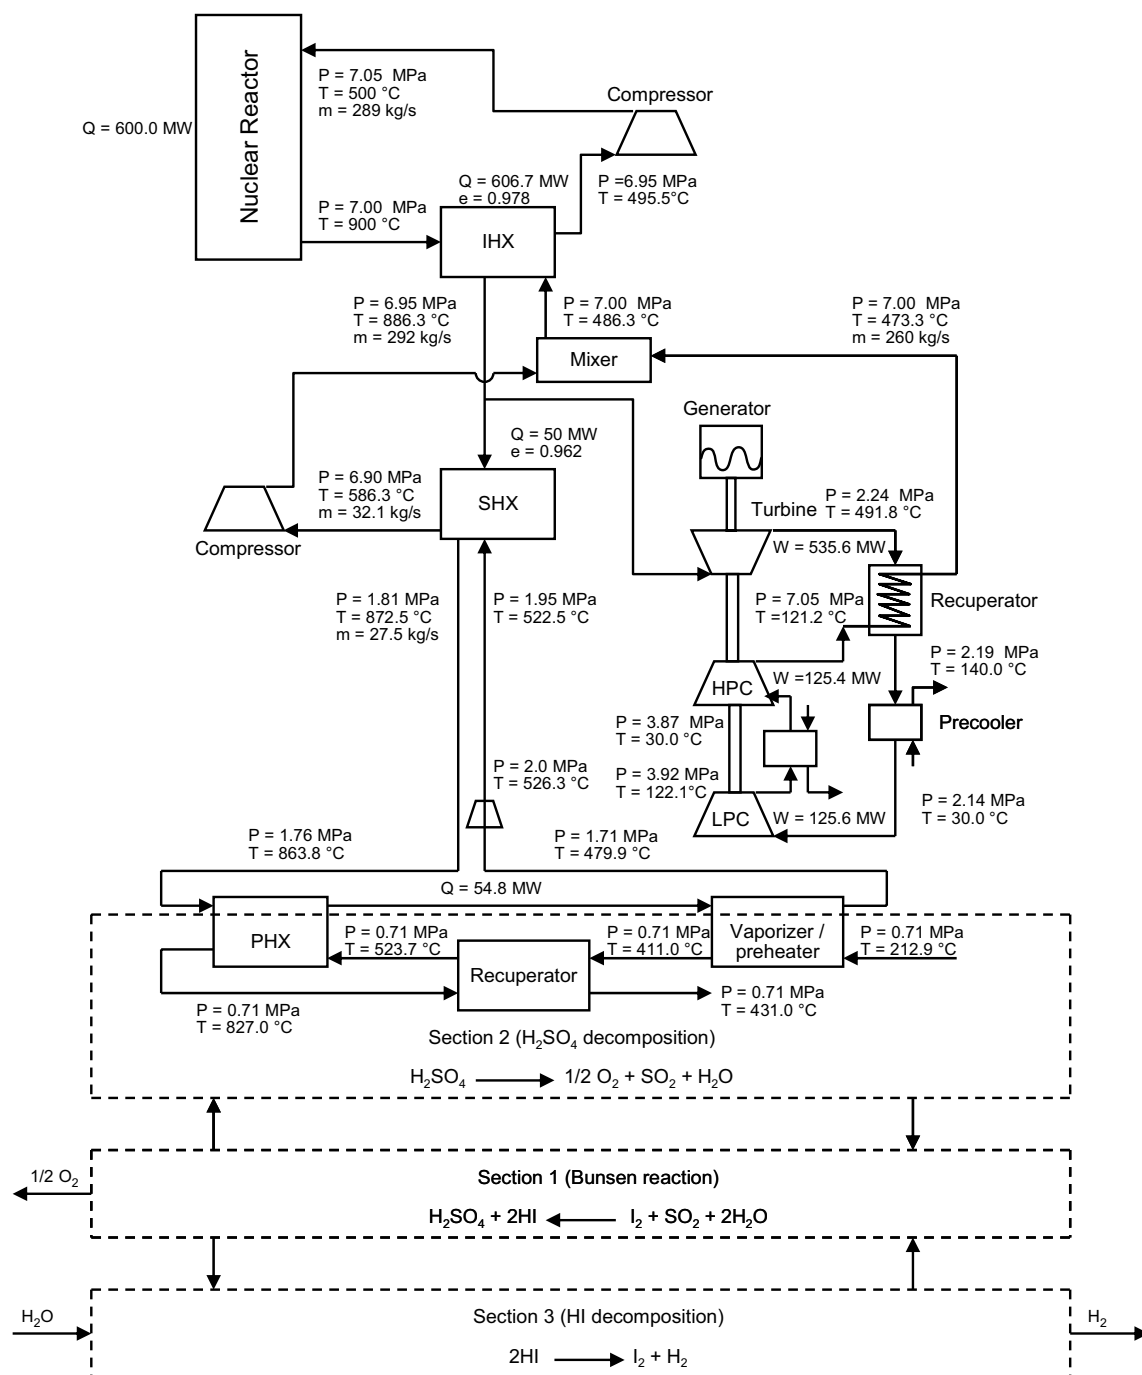 Nuclear Reactor
Q = 600.0 MW
P = 7.05 MPa
T = 500 °C
m = 289 kg/s
Compressor
P =6.95 MPa
T = 495.5°C
Q = 606.7 MW
e = 0.978
P = 7.00 MPa
T = 900 °C
IHX
P = 6.95 MPa
T = 886.3 °C
m = 292 kg/s
P = 7.00 MPa
T = 486.3 °C
P = 7.00 MPa
T = 473.3 °C
m = 260 kg/s
Mixer
Generator
Q = 50 MW
e = 0.962
P = 6.90 MPa
T = 586.3 °C
m = 32.1 kg/s
SHX
Compressor
Turbine
P = 2.24 MPa
T = 491.8 °C
W = 535.6 MW
P = 1.81 MPa
T = 872.5 °C
m = 27.5 kg/s
P = 1.95 MPa
T = 522.5 °C
P = 7.05 MPa
T =121.2 °C
Recuperator
P = 2.19 MPa
T = 140.0 °C
HPC
W =125.4 MW
P = 3.87 MPa
T = 30.0 °C
Precooler
P = 2.0 MPa
T = 526.3 °C
P = 3.92 MPa
T = 122.1°C
LPC
W = 125.6 MW
P = 2.14 MPa
T = 30.0 °C
P = 1.76 MPa
T = 863.8 °C
P = 1.71 MPa
T = 479.9 °C
Q = 54.8 MW
PHX
P = 0.71 MPa
T = 523.7 °C
Recuperator
P = 0.71 MPa
T = 411.0 °C
Vaporizer /
preheater
P = 0.71 MPa
T = 212.9 °C
P = 0.71 MPa
T = 827.0 °C
P = 0.71 MPa
T = 431.0 °C
Section 2 (H₂SO₄ decomposition)
H₂SO₄ → 1/2 O₂ + SO₂ + H₂O
1/2 O₂
Section 1 (Bunsen reaction)
H₂SO₄ + 2HI ← I₂ + SO₂ + 2H₂O
H₂O
Section 3 (HI decomposition)
H₂
2HI → I₂ + H₂